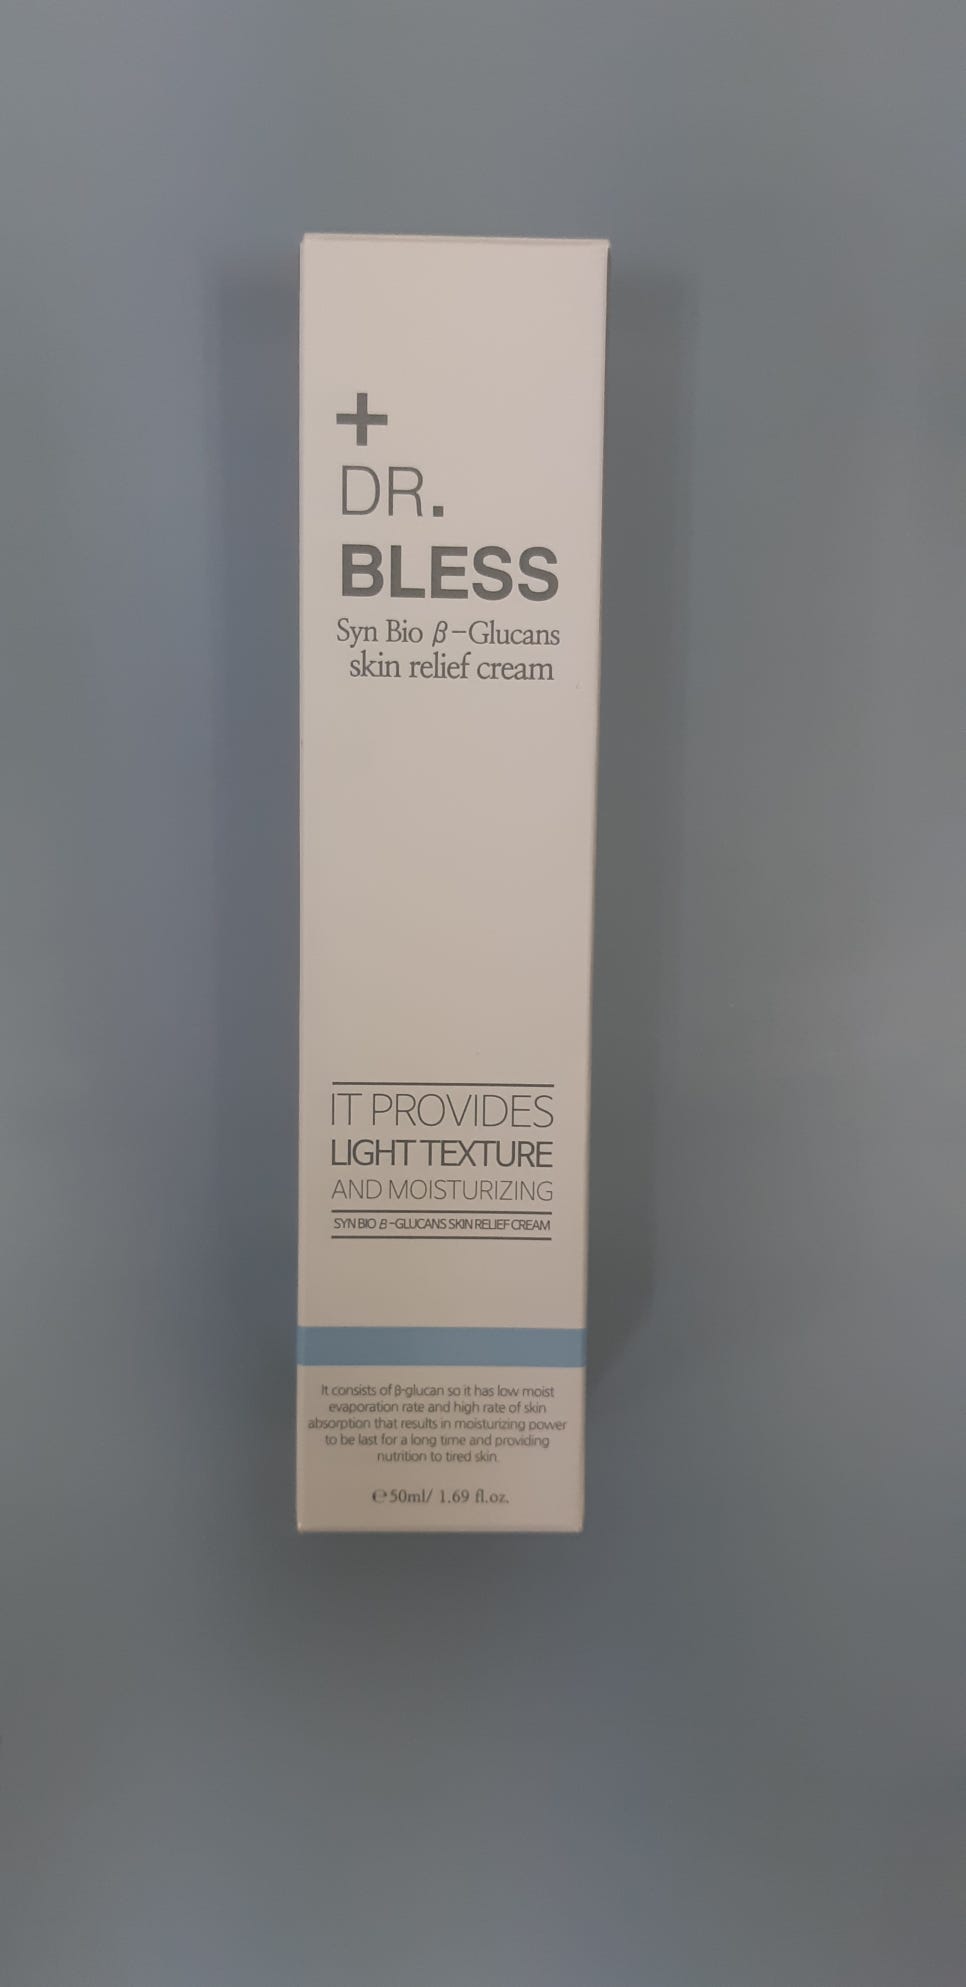 +
DR.
BLESS
Syn Bio β-Glucans
skin relief cream
IT PROVIDES
LIGHT TEXTURE
AND MOISTURIZING
SYN BIO β-GLUCANS SKIN RELIEF CREAM
It consists of β-glucan so it has low moist
evaporation rate and high rate of skin
absorption that results in moisturizing power
to be last for a long time and providing
nutrition to tired skin.
℮ 50ml/ 1.69 fl.oz.